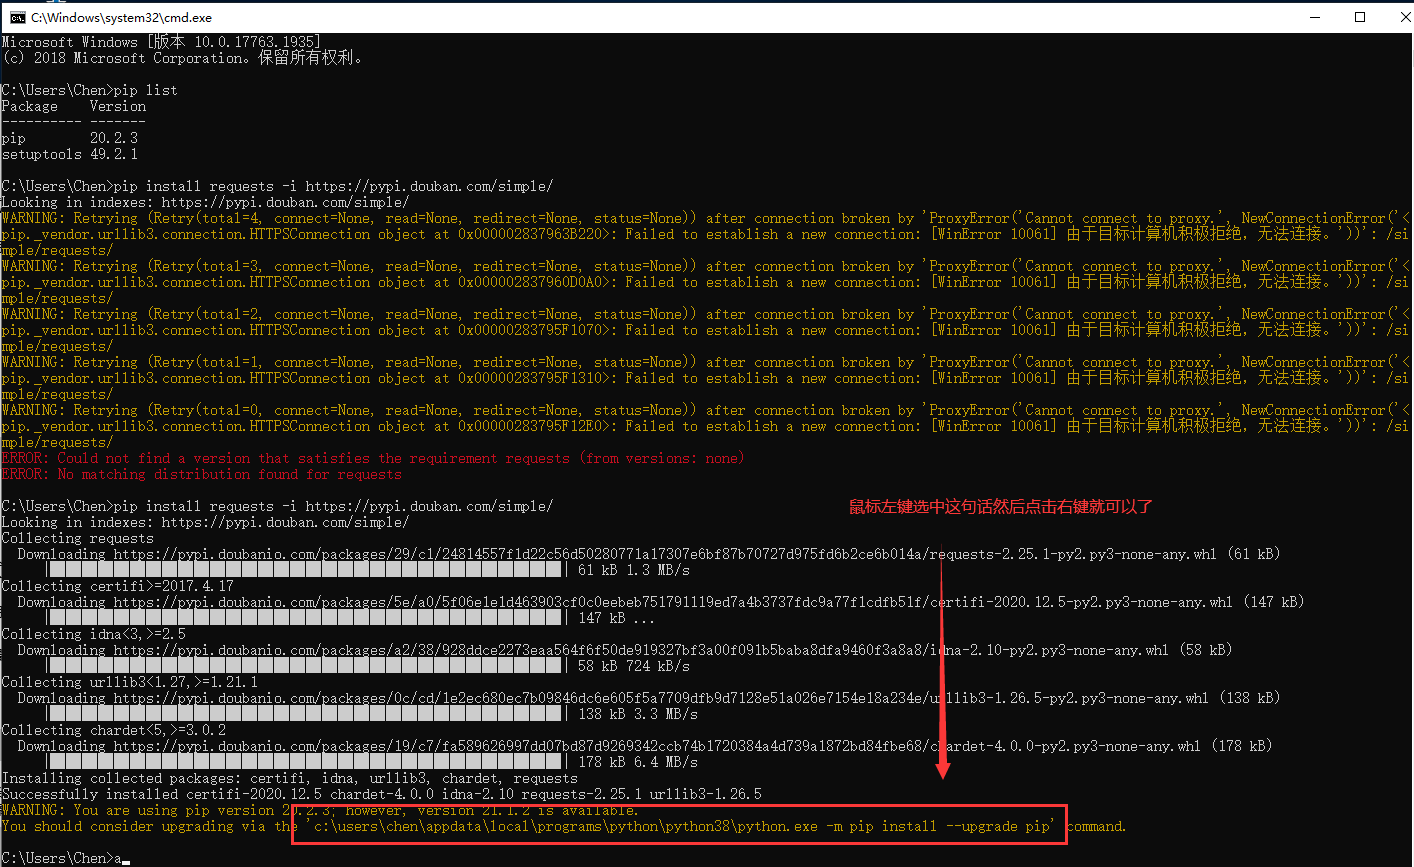 C:\Windows\system32\cmd.exe
Microsoft Windows [版本 10.0.17763.1935]
(c) 2018 Microsoft Corporation。保留所有权利。
C:\Users\Chen>pip list
Package    Version
---------- -------
pip        20.2.3
setuptools 49.2.1
C:\Users\Chen>pip install requests -i https://pypi.douban.com/simple/
Looking in indexes: https://pypi.douban.com/simple/
WARNING: Retrying (Retry(total=4, connect=None, read=None, redirect=None, status=None)) after connection broken by 'ProxyError('Cannot connect to proxy.', NewConnectionError('<
pip._vendor.urllib3.connection.HTTPSConnection object at 0x000002837963B220>: Failed to establish a new connection: [WinError 10061] 由于目标计算机积极拒绝，无法连接。'))': /si
mple/requests/
WARNING: Retrying (Retry(total=3, connect=None, read=None, redirect=None, status=None)) after connection broken by 'ProxyError('Cannot connect to proxy.', NewConnectionError('<
pip._vendor.urllib3.connection.HTTPSConnection object at 0x000002837960D0A0>: Failed to establish a new connection: [WinError 10061] 由于目标计算机积极拒绝，无法连接。'))': /si
mple/requests/
WARNING: Retrying (Retry(total=2, connect=None, read=None, redirect=None, status=None)) after connection broken by 'ProxyError('Cannot connect to proxy.', NewConnectionError('<
pip._vendor.urllib3.connection.HTTPSConnection object at 0x00000283795F1070>: Failed to establish a new connection: [WinError 10061] 由于目标计算机积极拒绝，无法连接。'))': /si
mple/requests/
WARNING: Retrying (Retry(total=1, connect=None, read=None, redirect=None, status=None)) after connection broken by 'ProxyError('Cannot connect to proxy.', NewConnectionError('<
pip._vendor.urllib3.connection.HTTPSConnection object at 0x00000283795F1310>: Failed to establish a new connection: [WinError 10061] 由于目标计算机积极拒绝，无法连接。'))': /si
mple/requests/
WARNING: Retrying (Retry(total=0, connect=None, read=None, redirect=None, status=None)) after connection broken by 'ProxyError('Cannot connect to proxy.', NewConnectionError('<
pip._vendor.urllib3.connection.HTTPSConnection object at 0x00000283795F12E0>: Failed to establish a new connection: [WinError 10061] 由于目标计算机积极拒绝，无法连接。'))': /si
mple/requests/
ERROR: Could not find a version that satisfies the requirement requests (from versions: none)
ERROR: No matching distribution found for requests
C:\Users\Chen>pip install requests -i https://pypi.douban.com/simple/
鼠标左键选中这句话然后点击右键就可以了
Looking in indexes: https://pypi.douban.com/simple/
Collecting requests
Downloading https://pypi.doubanio.com/packages/29/c1/24814557f1d22c56d50280771a17307e6bf87b70727d975fd6b2ce6b014a/requests-2.25.1-py2.py3-none-any.whl (61 kB)
61 kB 1.3 MB/s
Collecting certifi>=2017.4.17
Downloading https://pypi.doubanio.com/packages/5e/a0/5f06e1e1d463903cf0c0eebeb751791119ed7a4b3737fdc9a77f1cdfb51f/certifi-2020.12.5-py2.py3-none-any.whl (147 kB)
147 kB ...
Collecting idna<3,>=2.5
Downloading https://pypi.doubanio.com/packages/a2/38/928ddce2273eaa564f6f50de919327bf3a00f091b5baba8dfa9460f3a8a8/idna-2.10-py2.py3-none-any.whl (58 kB)
58 kB 724 kB/s
Collecting urllib3<1.27,>=1.21.1
Downloading https://pypi.doubanio.com/packages/0c/cd/1e2ec680ec7b09846dc6e605f5a7709dfb9d7128e51a026e7154e18a234e/urllib3-1.26.5-py2.py3-none-any.whl (138 kB)
138 kB 3.3 MB/s
Collecting chardet<5,>=3.0.2
Downloading https://pypi.doubanio.com/packages/19/c7/fa589626997dd07bd87d9269342ccb74b1720384a4d739a1872bd84fbe68/chardet-4.0.0-py2.py3-none-any.whl (178 kB)
178 kB 6.4 MB/s
Installing collected packages: certifi, idna, urllib3, chardet, requests
Successfully installed certifi-2020.12.5 chardet-4.0.0 idna-2.10 requests-2.25.1 urllib3-1.26.5
WARNING: You are using pip version 20.2.3; however, version 21.1.2 is available.
You should consider upgrading via the 'c:\users\chen\appdata\local\programs\python\python38\python.exe -m pip install --upgrade pip' command.
C:\Users\Chen>a